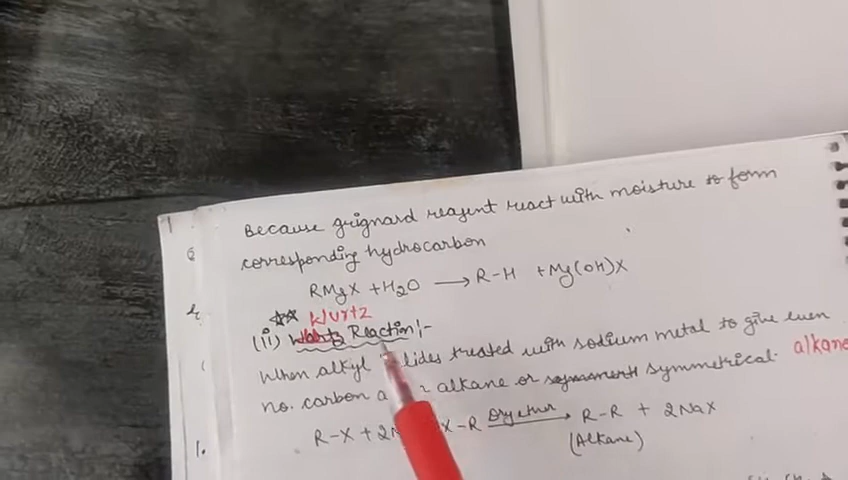 Because grignard reagent react with moisture to form
corresponding hydrocarbon
RMgX + H2O ⟶ R-H + Mg(OH)X
Wurtz
(ii) Reaction :-
When alkyl treated with sodium metal to give even
no. carbon alkane or symmetrical. alkane
R-X + 2 X-R Dry ether ⟶ R-R + 2NaX
(Alkane)